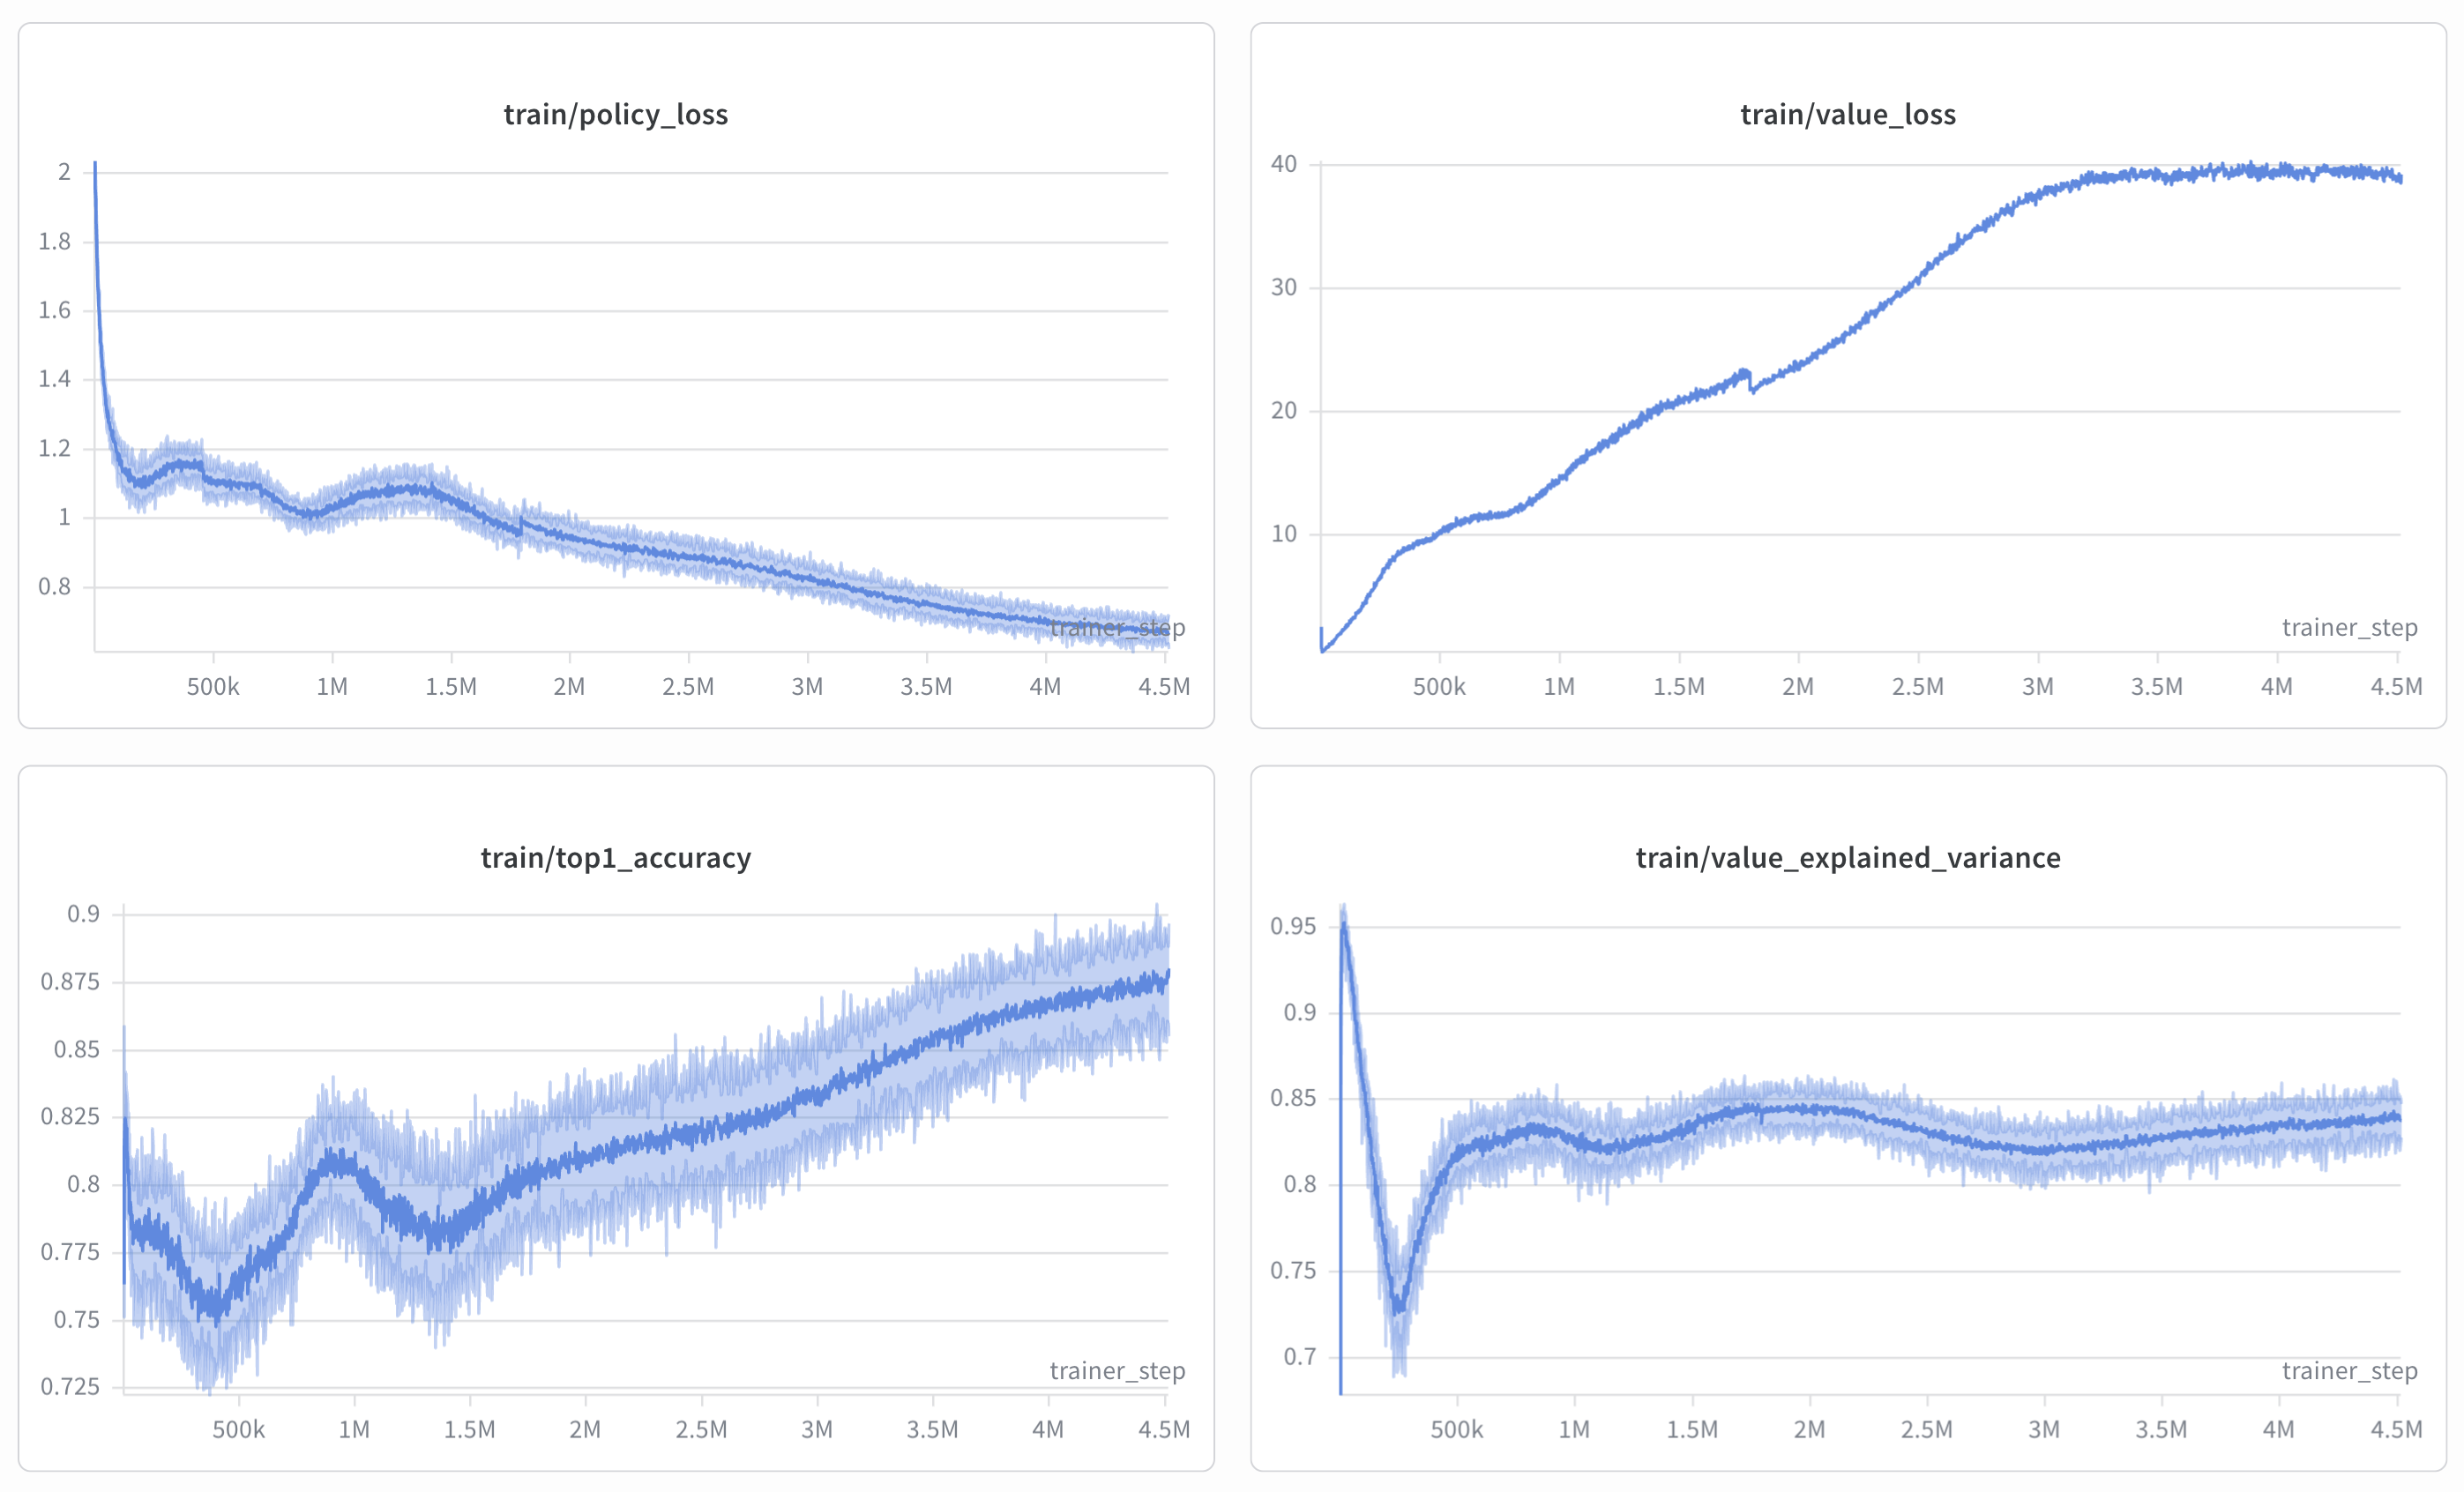 train/policy_loss
2
1.8
1.6
1.4
1.2
1
0.8
trainer_step
500k
1M
1.5M
2M
2.5M
3M
3.5M
4M
4.5M
train/value_loss
40
30
20
10
trainer_step
500k
1M
1.5M
2M
2.5M
3M
3.5M
4M
4.5M
train/top1_accuracy
0.9
0.875
0.85
0.825
0.8
0.775
0.75
0.725
trainer_step
500k
1M
1.5M
2M
2.5M
3M
3.5M
4M
4.5M
train/value_explained_variance
0.95
0.9
0.85
0.8
0.75
0.7
trainer_step
500k
1M
1.5M
2M
2.5M
3M
3.5M
4M
4.5M